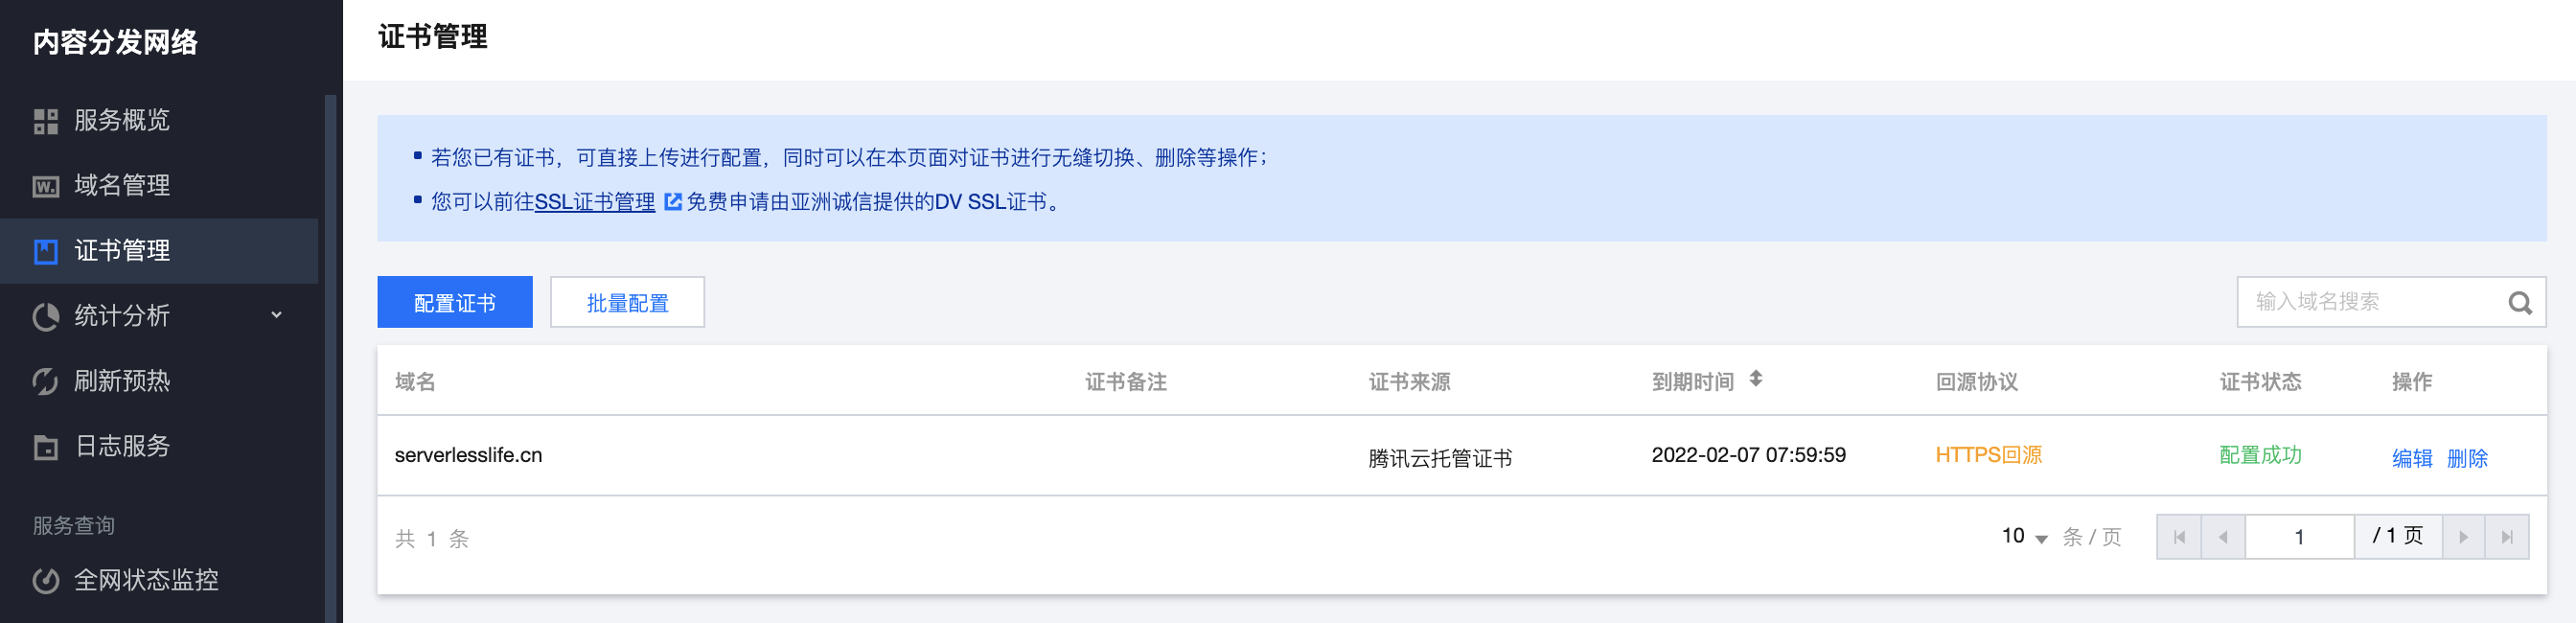 内容分发网络
服务概览
域名管理
证书管理
统计分析
刷新预热
日志服务
服务查询
全网状态监控
证书管理
若您已有证书，可直接上传进行配置，同时可以在本页面对证书进行无缝切换、删除等操作；
您可以前往SSL证书管理 免费申请由亚洲诚信提供的DV SSL证书。
配置证书 批量配置 输入域名搜索
域名 证书备注 证书来源 到期时间 回源协议 证书状态 操作
serverlesslife.cn 腾讯云托管证书 2022-02-07 07:59:59 HTTPS回源 配置成功 编辑 删除
共 1 条 10 条 / 页 1 / 1 页